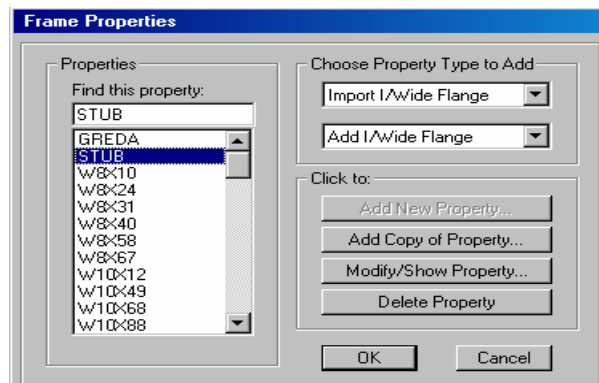 Frame Properties
Properties
Find this property:
STUB
GREDA
STUB
W8X10
W8X24
W8X31
W8X40
W8X58
W8X67
W10X12
W10X49
W10X68
W10X88
Choose Property Type to Add
Import I/Wide Flange
Add I/Wide Flange
Click to:
Add New Property...
Add Copy of Property...
Modify/Show Property...
Delete Property
OK
Cancel